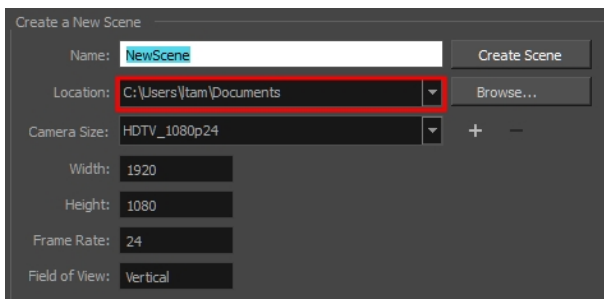 Create a New Scene
Name: NewScene Create Scene
Location: C:\Users\ltam\Documents Browse...
Camera Size: HDTV_1080p24 + −
Width: 1920
Height: 1080
Frame Rate: 24
Field of View: Vertical